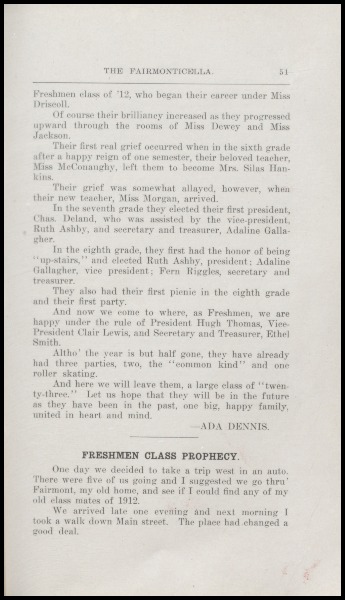 THE FAIRMONTICELLA. 51
Freshmen class of '12, who began their career under Miss
Driscoll.
Of course their brilliancy increased as they progressed
upward through the rooms of Miss Dewey and Miss
Jackson.
Their first real grief occurred when in the sixth grade
after a happy reign of one semester, their beloved teacher,
Miss McConaughy, left them to become Mrs. Silas Han-
kins.
Their grief was somewhat allayed, however, when
their new teacher, Miss Morgan, arrived.
In the seventh grade they elected their first president,
Chas. Deland, who was assisted by the vice-president,
Ruth Ashby, and secretary and treasurer, Adaline Galla-
gher.
In the eighth grade, they first had the honor of being
"up-stairs," and elected Ruth Ashby, president; Adaline
Gallagher, vice president; Fern Riggles, secretary and
treasurer.
They also had their first picnic in the eighth grade
and their first party.
And now we come to where, as Freshmen, we are
happy under the rule of President Hugh Thomas, Vice-
President Clair Lewis, and Secretary and Treasurer, Ethel
Smith.
Altho' the year is but half gone, they have already
had three parties, two, the "common kind" and one
roller skating.
And here we will leave them, a large class of "twen-
ty-three." Let us hope that they will be in the future
as they have been in the past, one big, happy family,
united in heart and mind.
—ADA DENNIS.
FRESHMEN CLASS PROPHECY.
One day we decided to take a trip west in an auto.
There were five of us going and I suggested we go thru'
Fairmont, my old home, and see if I could find any of my
old class mates of 1912.
We arrived late one evening and next morning I
took a walk down Main street. The place had changed a
good deal.